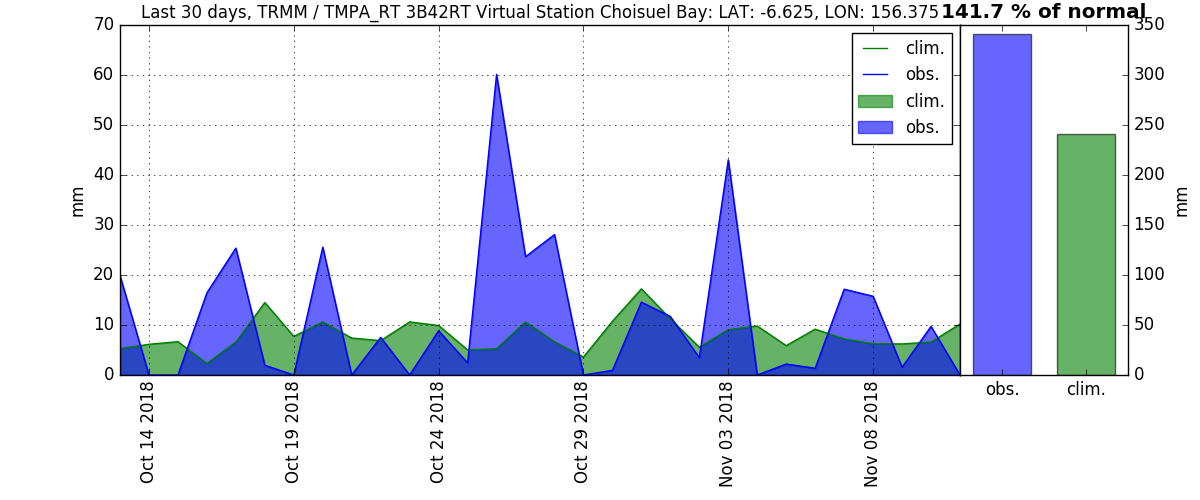 Last 30 days, TRMM / TMPA_RT 3B42RT Virtual Station Choisuel Bay: LAT: -6.625, LON: 156.375
141.7 % of normal
70
60
50
40
30
20
10
0
mm
clim.
obs.
clim.
obs.
Oct 14 2018
Oct 19 2018
Oct 24 2018
Oct 29 2018
Nov 03 2018
Nov 08 2018
350
300
250
200
150
100
50
0
mm
obs.
clim.